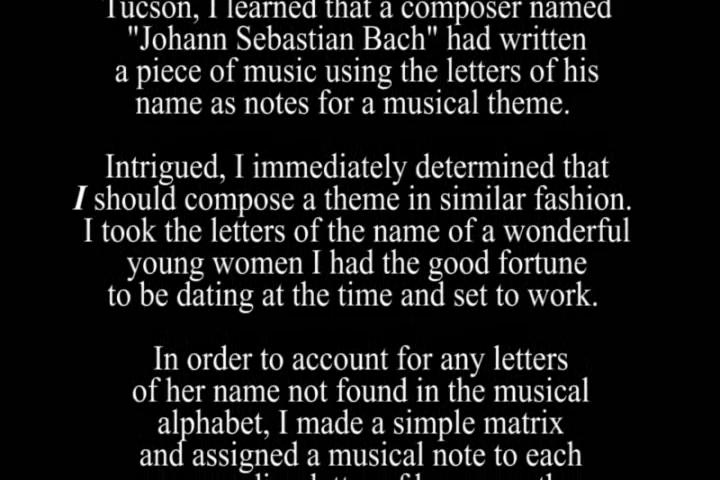 Tucson, I learned that a composer named
"Johann Sebastian Bach" had written
a piece of music using the letters of his
name as notes for a musical theme.
Intrigued, I immediately determined that
I should compose a theme in similar fashion.
I took the letters of the name of a wonderful
young women I had the good fortune
to be dating at the time and set to work.
In order to account for any letters
of her name not found in the musical
alphabet, I made a simple matrix
and assigned a musical note to each